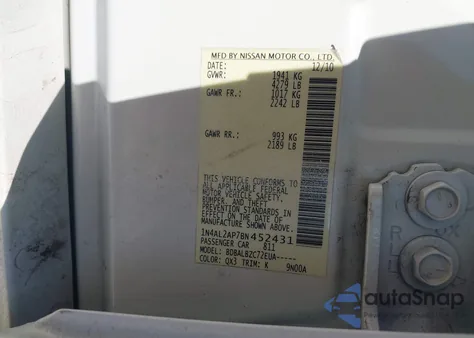 MFD BY NISSAN MOTOR CO., LTD.
DATE: 12/10
GVWR: 1941 KG
4279 LB
GAWR FR.: 1017 KG
2242 LB
GAWR RR.: 993 KG
2189 LB
THIS VEHICLE CONFORMS TO
ALL APPLICABLE FEDERAL
MOTOR VEHICLE SAFETY,
BUMPER, AND THEFT
PREVENTION STANDARDS
IN EFFECT ON THE DATE OF
MANUFACTURE SHOWN ABOVE.
1N4AL2AP7BN452431
PASSENGER CAR 811
MODEL: BDBALB2C72EUA-----
COLOR: QX3 TRIM: K 9N00A
autoSnap